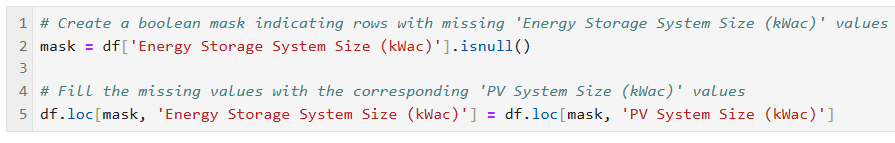 1 # Create a boolean mask indicating rows with missing 'Energy Storage System Size (kWac)' values
2 mask = df['Energy Storage System Size (kWac)'].isnull()
3
4 # Fill the missing values with the corresponding 'PV System Size (kWac)' values
5 df.loc[mask, 'Energy Storage System Size (kWac)'] = df.loc[mask, 'PV System Size (kWac)']